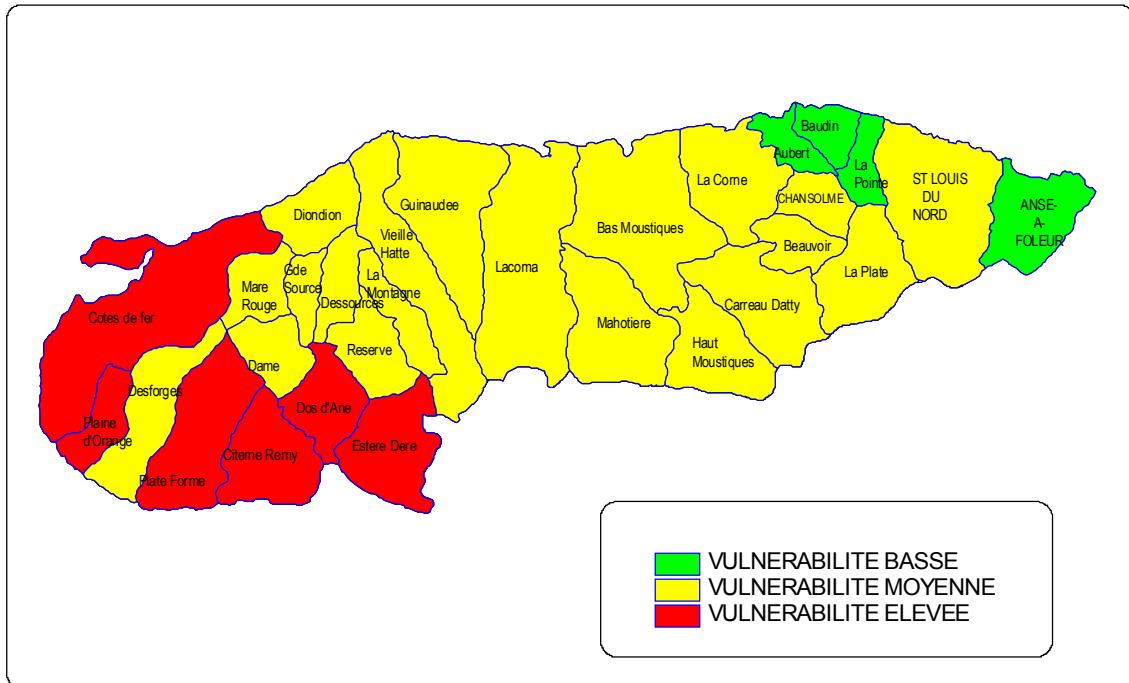 Baudin
Aubert
La
Pointe
La Corne
ST LOUIS
DU
NORD
CHANSOLME
ANSE-
A-
FOLEUR
Guinaudee
Diondion
Vieille
Hatte
Bas Moustiques
Beauvoir
Lacoma
La Plate
Gde
Source
La
Montagne
Mare
Rouge
Dessources
Carreau Datty
Cotes de fer
Mahotiere
Haut
Moustiques
Reserve
Dame
Desforges
Dos d'Ane
Plaine
d'Orange
Estere Dere
Citerne Remy
Plate Forme
VULNERABILITE BASSE
VULNERABILITE MOYENNE
VULNERABILITE ELEVEE